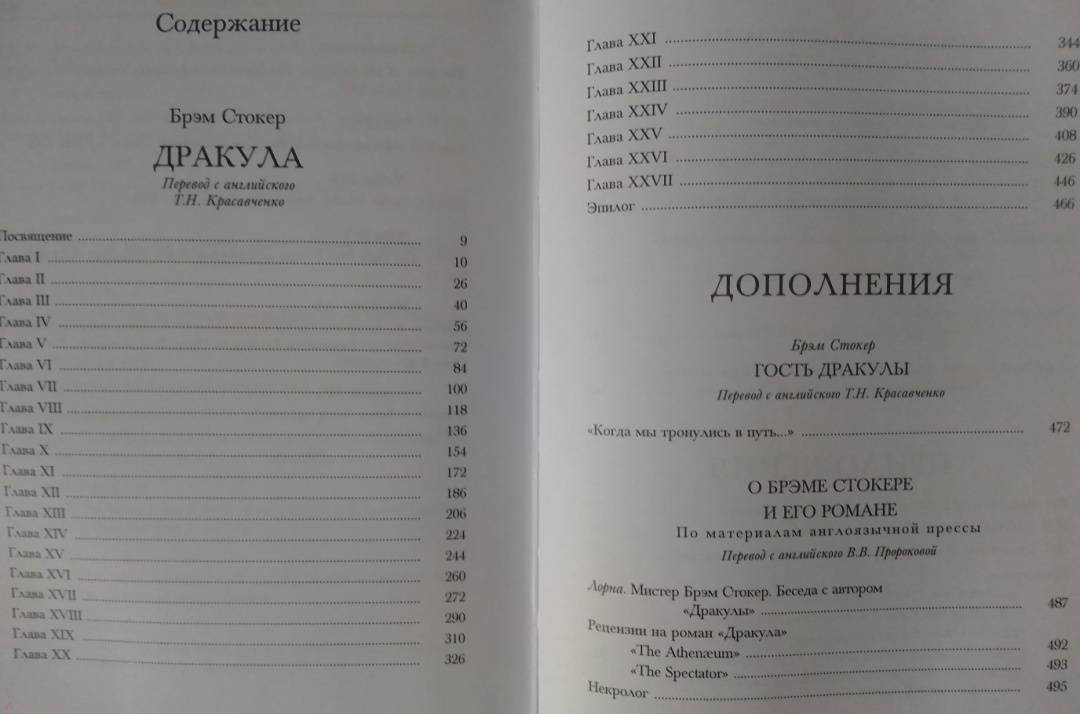 Содержание
Брэм Стокер
ДРАКУЛА
Перевод с английского
Т.Н. Красавченко
Посвящение 9
Глава I 10
Глава II 26
Глава III 40
Глава IV 56
Глава V 72
Глава VI 84
Глава VII 100
Глава VIII 118
Глава IX 136
Глава X 154
Глава XI 172
Глава XII 186
Глава XIII 206
Глава XIV 224
Глава XV 244
Глава XVI 260
Глава XVII 272
Глава XVIII 290
Глава XIX 310
Глава XX 326
Глава XXI 344
Глава XXII 360
Глава XXIII 374
Глава XXIV 390
Глава XXV 408
Глава XXVI 426
Глава XXVII 446
Эпилог 466
ДОПОЛНЕНИЯ
Брэм Стокер
ГОСТЬ ДРАКУЛЫ
Перевод с английского Т.Н. Красавченко
«Когда мы тронулись в путь...» 472
О БРЭМЕ СТОКЕРЕ
И ЕГО РОМАНЕ
По материалам англоязычной прессы
Перевод с английского В.В. Пророковой
Лорна. Мистер Брэм Стокер. Беседа с автором
«Дракулы» 487
Рецензии на роман «Дракула»
«The Athenæum» 492
«The Spectator» 493
Некролог 495